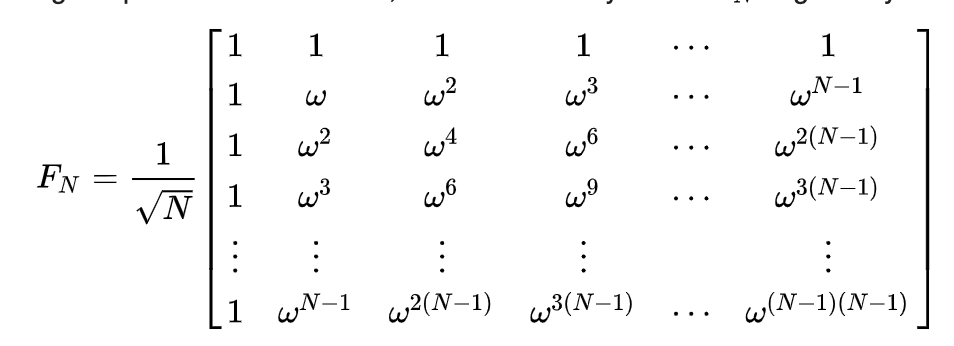 F_N = \frac{1}{\sqrt{N}} \begin{bmatrix} 1 & 1 & 1 & 1 & \cdots & 1 \\
1 & \omega & \omega^2 & \omega^3 & \cdots & \omega^{N-1} \\
1 & \omega^2 & \omega^4 & \omega^6 & \cdots & \omega^{2(N-1)} \\
1 & \omega^3 & \omega^6 & \omega^9 & \cdots & \omega^{3(N-1)} \\
\vdots & \vdots & \vdots & \vdots & & \vdots \\
1 & \omega^{N-1} & \omega^{2(N-1)} & \omega^{3(N-1)} & \cdots & \omega^{(N-1)(N-1)} \end{bmatrix}